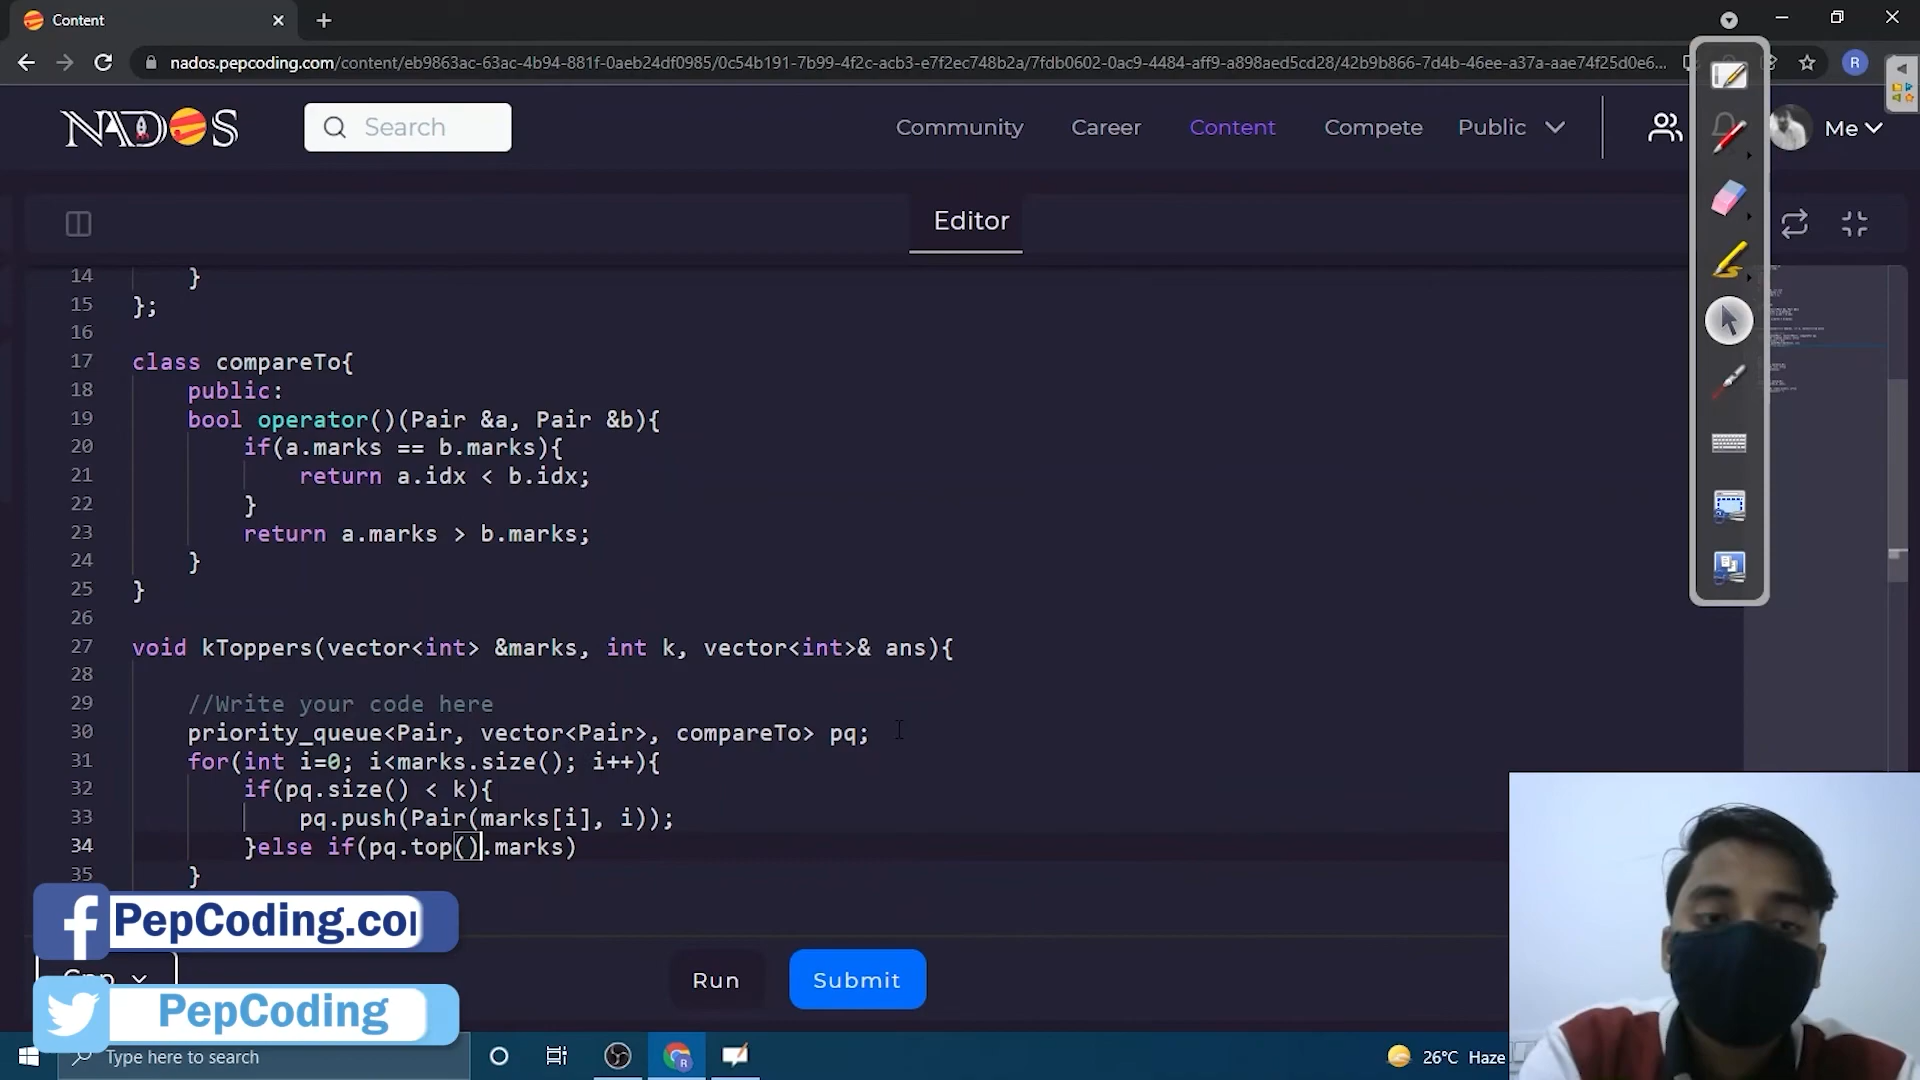 Content
nados.pepcoding.com/content/eb9863ac-63ac-4b94-881f-0aeb24df0985/0c54b191-7b99-4f2c-acb3-e7f2ec748b2a/7fdb0602-0ac9-4484-aff9-a898aed5cd28/42b9b866-7d4b-46ee-a37a-aae74f25d0e6...
R
NADOS
Search
Community
Career
Content
Compete
Public
Me
Editor
14 }
15 };
16
17 class compareTo{
18 public:
19 bool operator()(Pair &a, Pair &b){
20 if(a.marks == b.marks){
21 return a.idx < b.idx;
22 }
23 return a.marks > b.marks;
24 }
25 }
26
27 void kToppers(vector<int> &marks, int k, vector<int>& ans){
28
29 //Write your code here
30 priority_queue<Pair, vector<Pair>, compareTo> pq;
31 for(int i=0; i<marks.size(); i++){
32 if(pq.size() < k){
33 pq.push(Pair(marks[i], i));
34 }else if(pq.top().marks)
35 }
PepCoding.co
Cpp
Run
Submit
PepCoding
Type here to search
26°C Haze